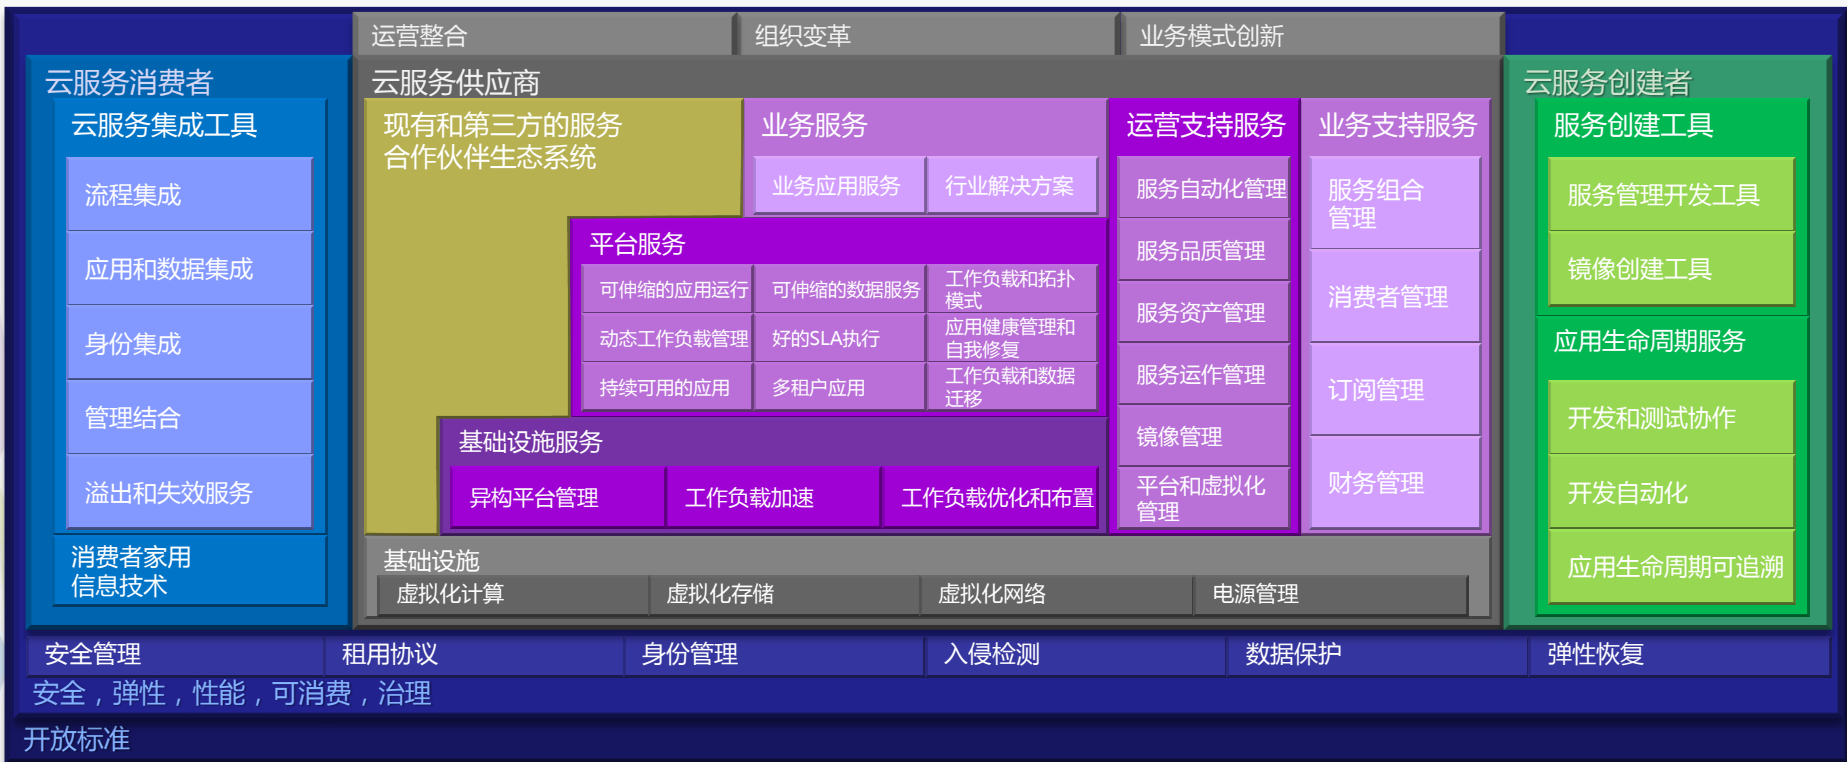 运营整合
组织变革
业务模式创新
云服务消费者
云服务集成工具
流程集成
应用和数据集成
身份集成
管理结合
溢出和失效服务
消费者家用
信息技术
云服务供应商
现有和第三方的服务
合作伙伴生态系统
业务服务
业务应用服务
行业解决方案
平台服务
可伸缩的应用运行
可伸缩的数据服务
工作负载和拓扑
模式
动态工作负载管理
好的SLA执行
应用健康管理和
自我修复
持续可用的应用
多租户应用
工作负载和数据
迁移
基础设施服务
异构平台管理
工作负载加速
工作负载优化和布置
运营支持服务
服务自动化管理
服务品质管理
服务资产管理
服务运作管理
镜像管理
平台和虚拟化
管理
业务支持服务
服务组合
管理
消费者管理
订阅管理
财务管理
基础设施
虚拟化计算
虚拟化存储
虚拟化网络
电源管理
云服务创建者
服务创建工具
服务管理开发工具
镜像创建工具
应用生命周期服务
开发和测试协作
开发自动化
应用生命周期可追溯
安全管理
租用协议
身份管理
入侵检测
数据保护
弹性恢复
安全，弹性，性能，可消费，治理
开放标准